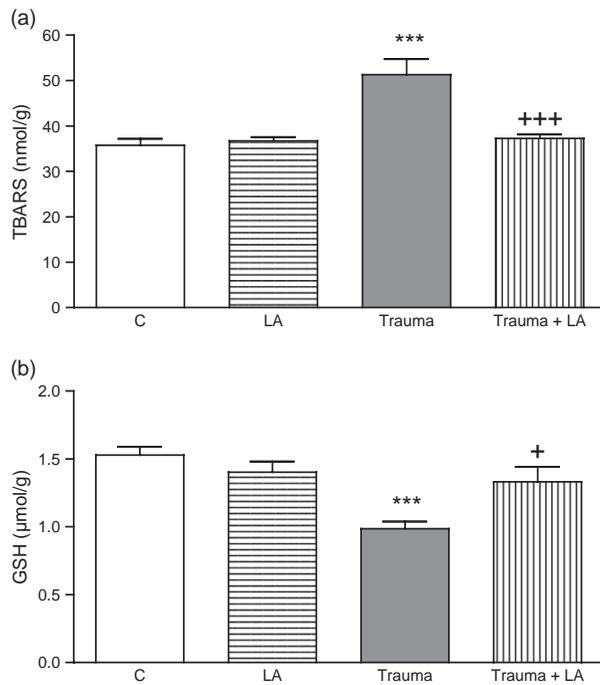 (a)
60
50
40
30
20
10
0
TBARS (nmol/g)
***
+++
C LA Trauma Trauma + LA
(b)
2.0
1.5
1.0
0.5
0.0
GSH (μmol/g)
***
+
C LA Trauma Trauma + LA